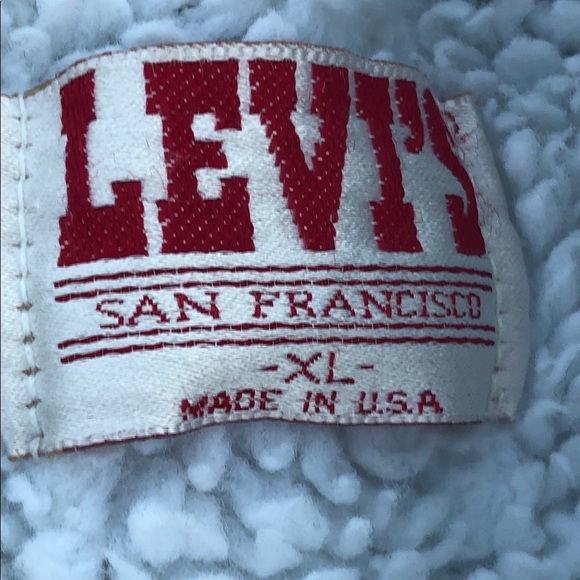 LEVI'S
SAN FRANCISCO
-XL-
MADE IN U.S.A